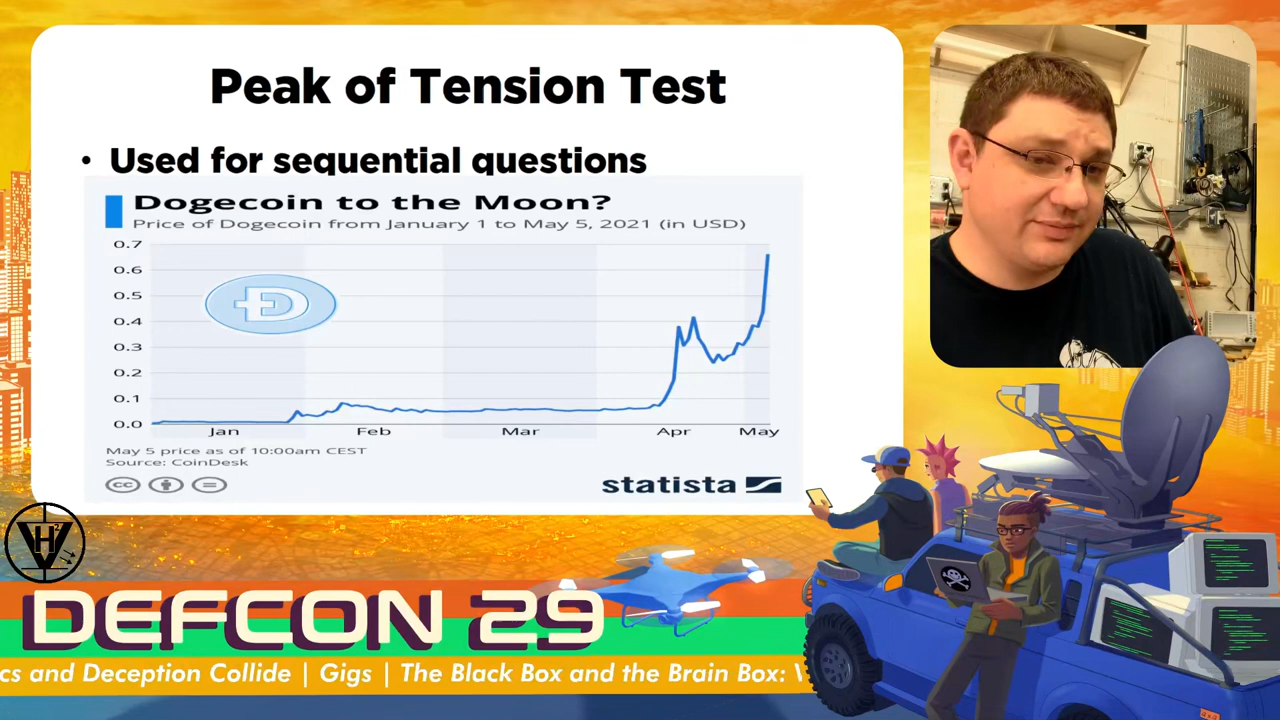 Peak of Tension Test
• Used for sequential questions
Dogecoin to the Moon?
Price of Dogecoin from January 1 to May 5, 2021 (in USD)
0.7
0.6
0.5
0.4
0.3
0.2
0.1
0.0
Jan Feb Mar Apr May
May 5 price as of 10:00am CEST
Source: CoinDesk
cc
statista
H2
V
DEFCON 29
cs and Deception Collide | Gigs | The Black Box and the Brain Box: V